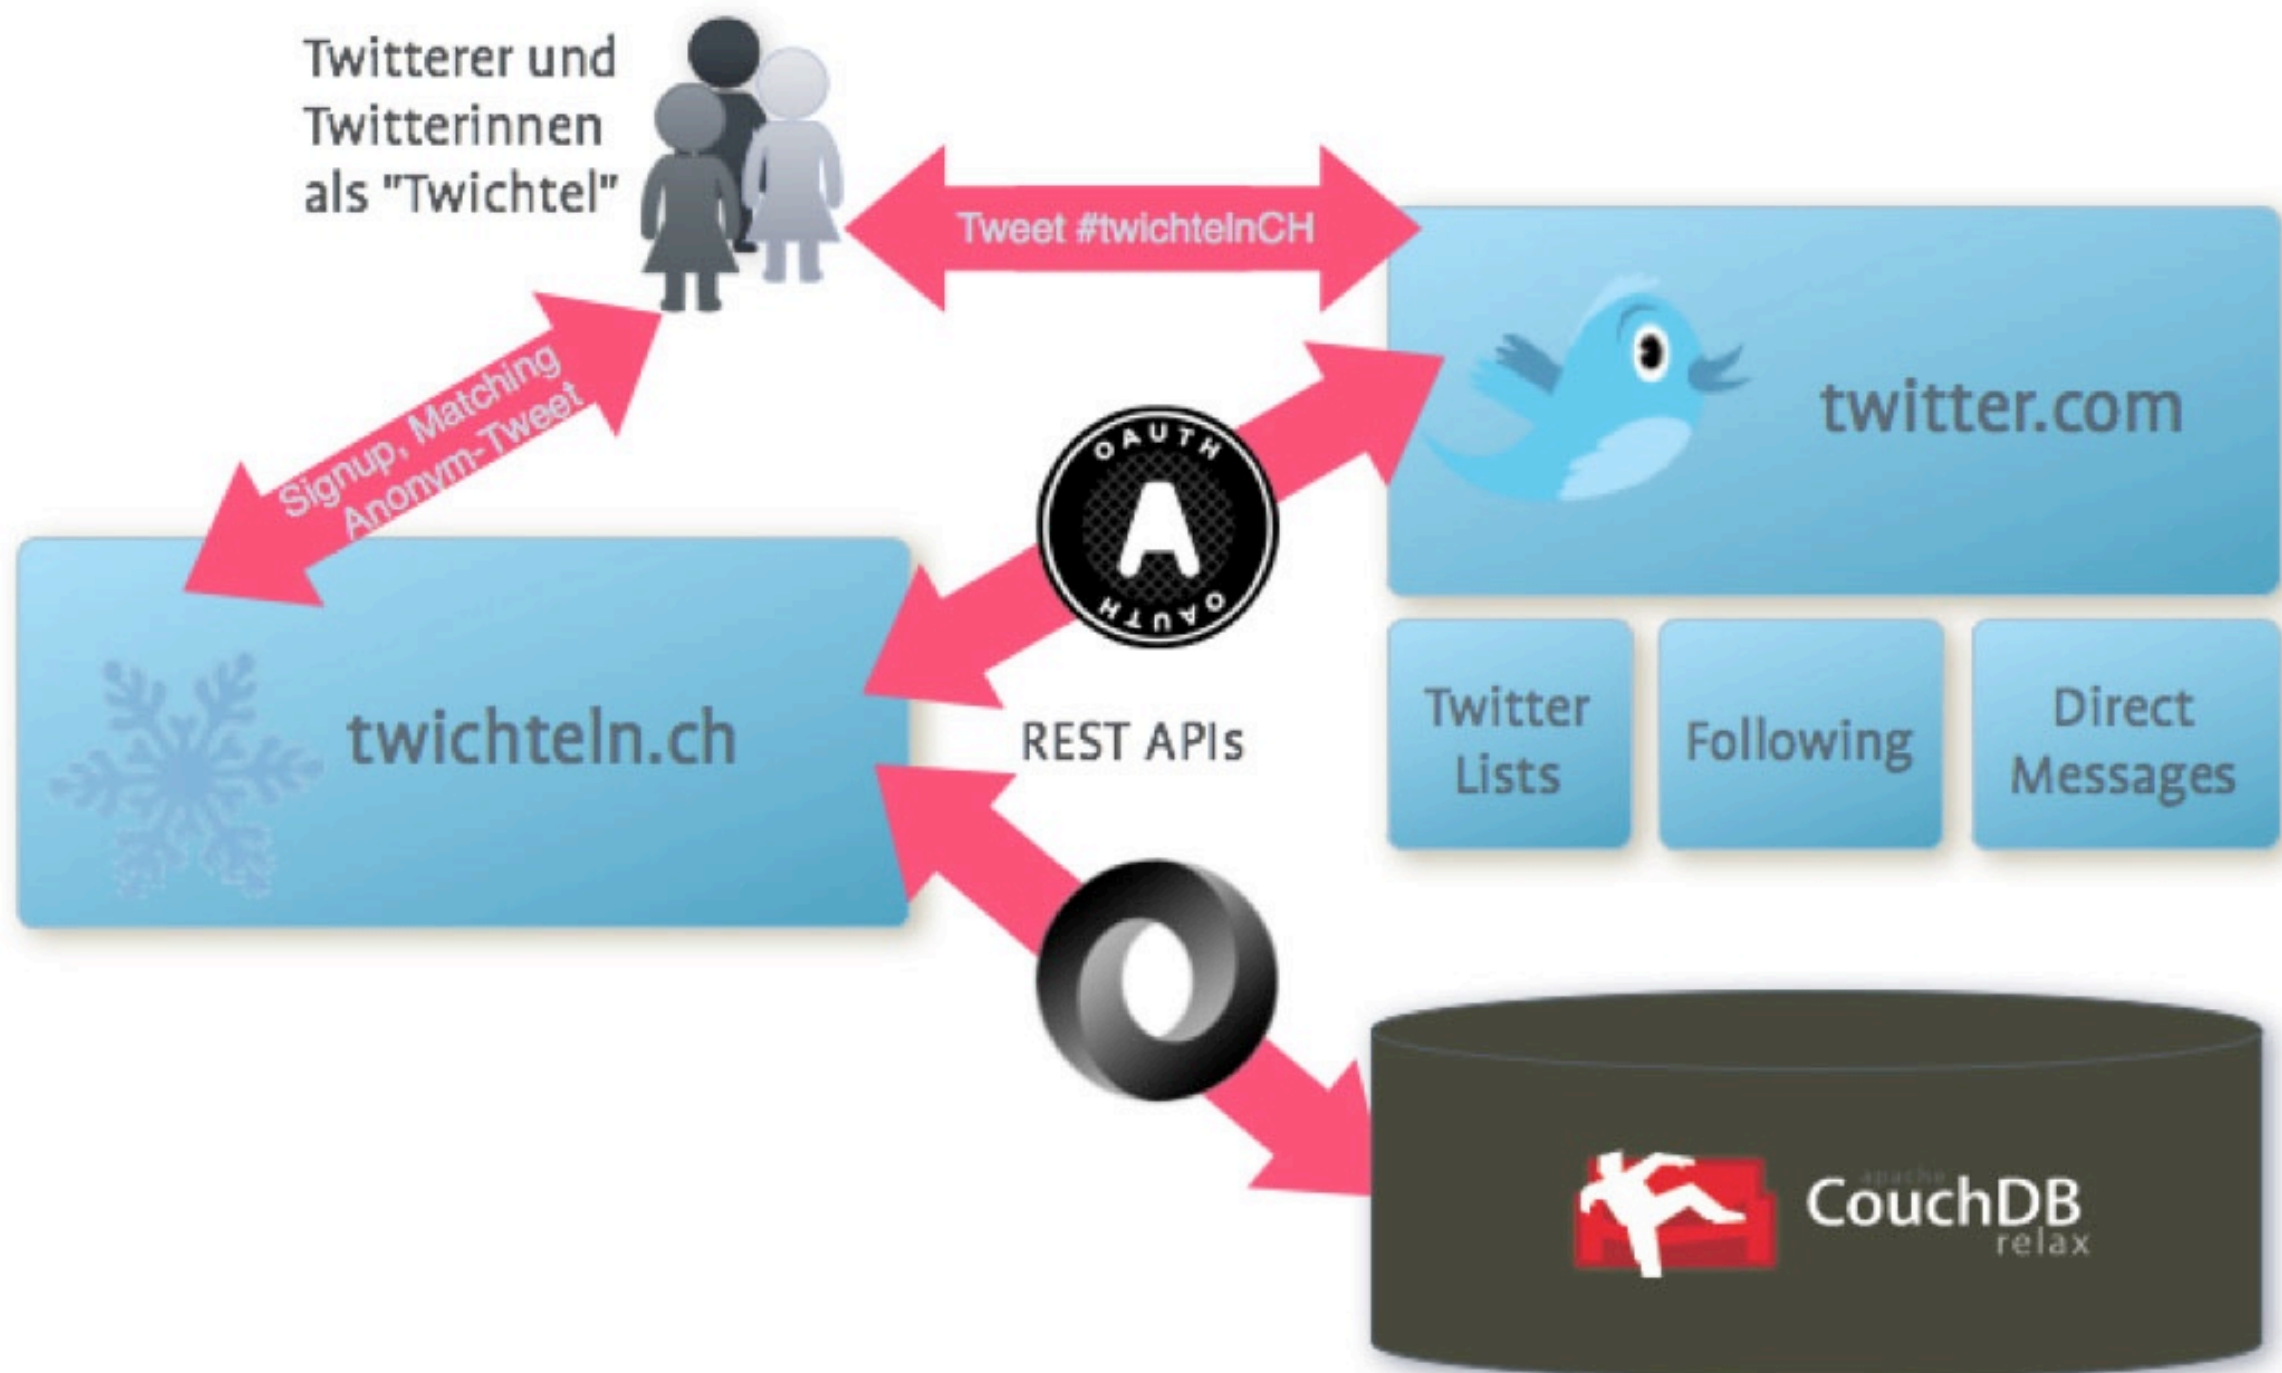 Twitterer und
Twitterinnen
als "Twichtel"
Tweet #twichtelnCH
Signup, Matching
Anonym-Tweet
OAUTH
A
OAUTH
twitter.com
twichteln.ch
REST APIs
Twitter
Lists
Following
Direct
Messages
apache
CouchDB
relax